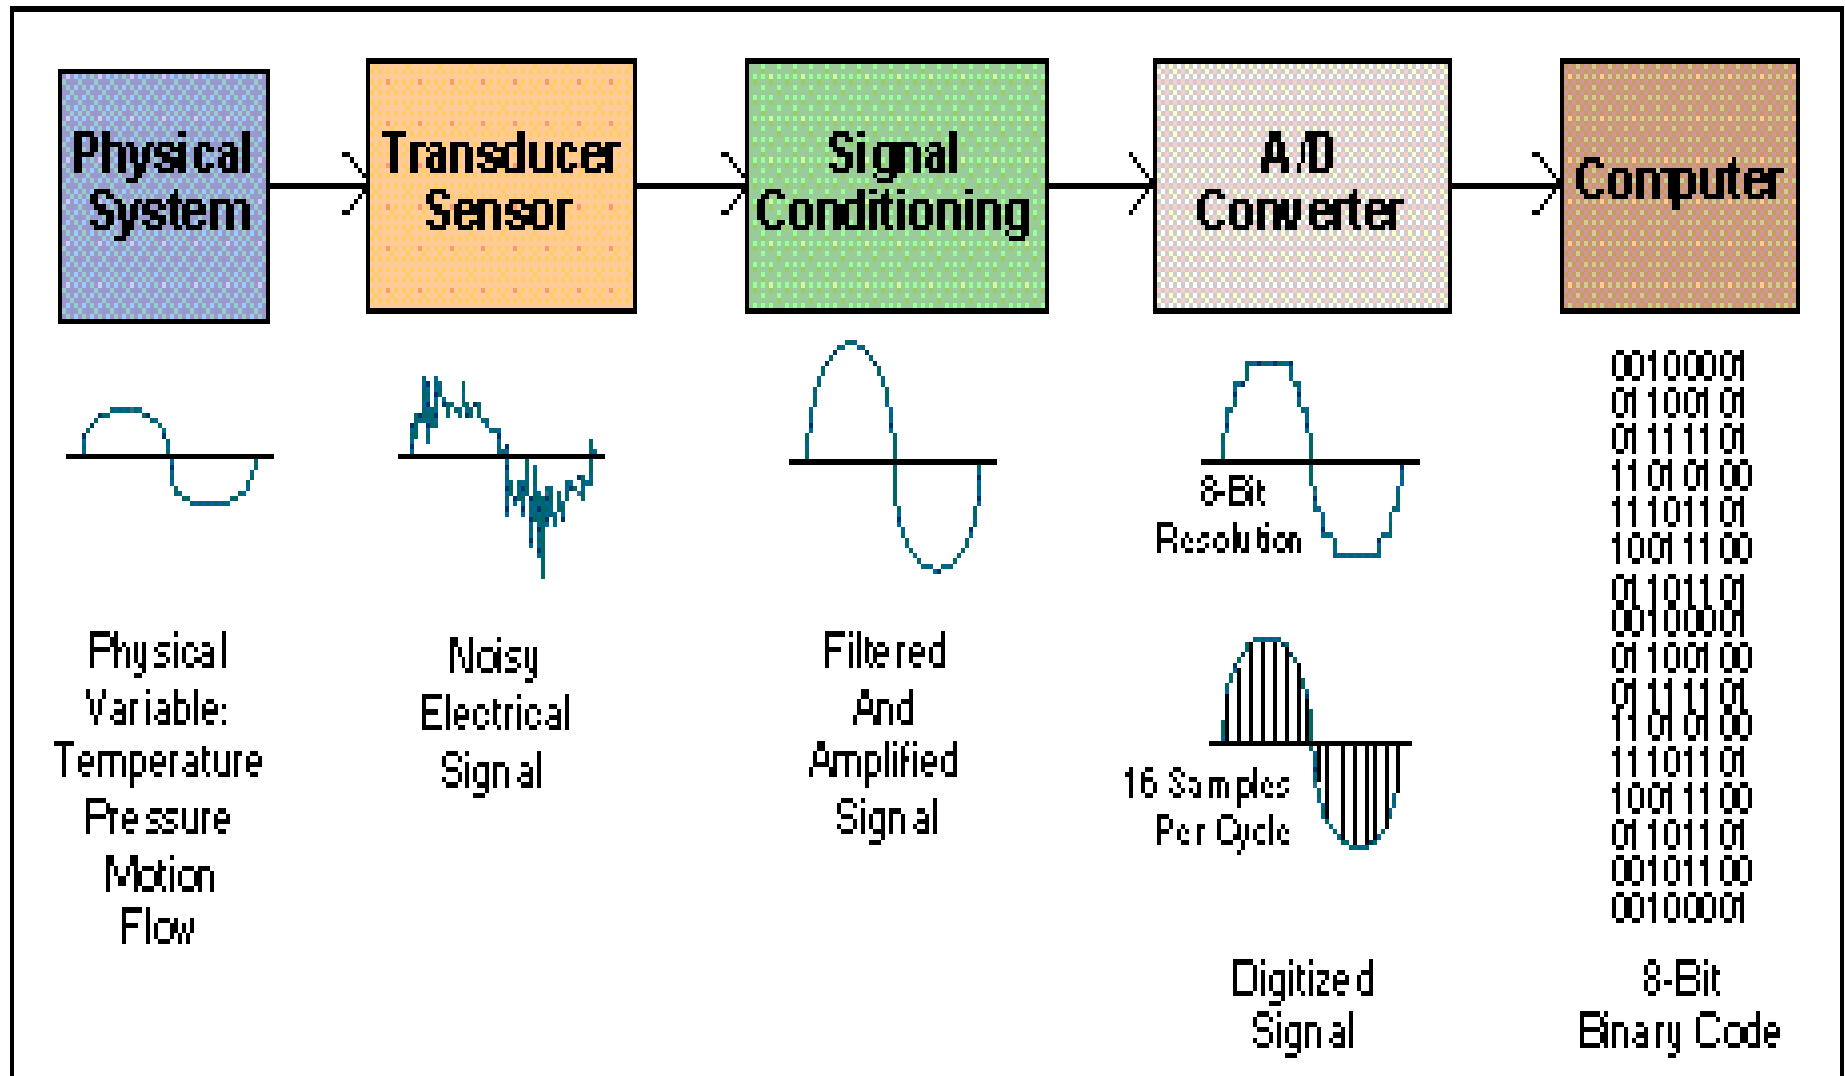 Physical
System
Transducer
Sensor
Signal
Conditioning
A/D
Converter
Computer
Physical
Variable:
Temperature
Pressure
Motion
Flow
Noisy
Electrical
Signal
Filtered
And
Amplified
Signal
8-Bit
Resolution
16 Samples
Per Cycle
Digitized
Signal
00100001
01100101
01111101
11010100
11101101
10011100
01101101
00100001
01100100
01111101
11010100
11101101
10011100
01101101
00101100
00100001
8-Bit
Binary Code